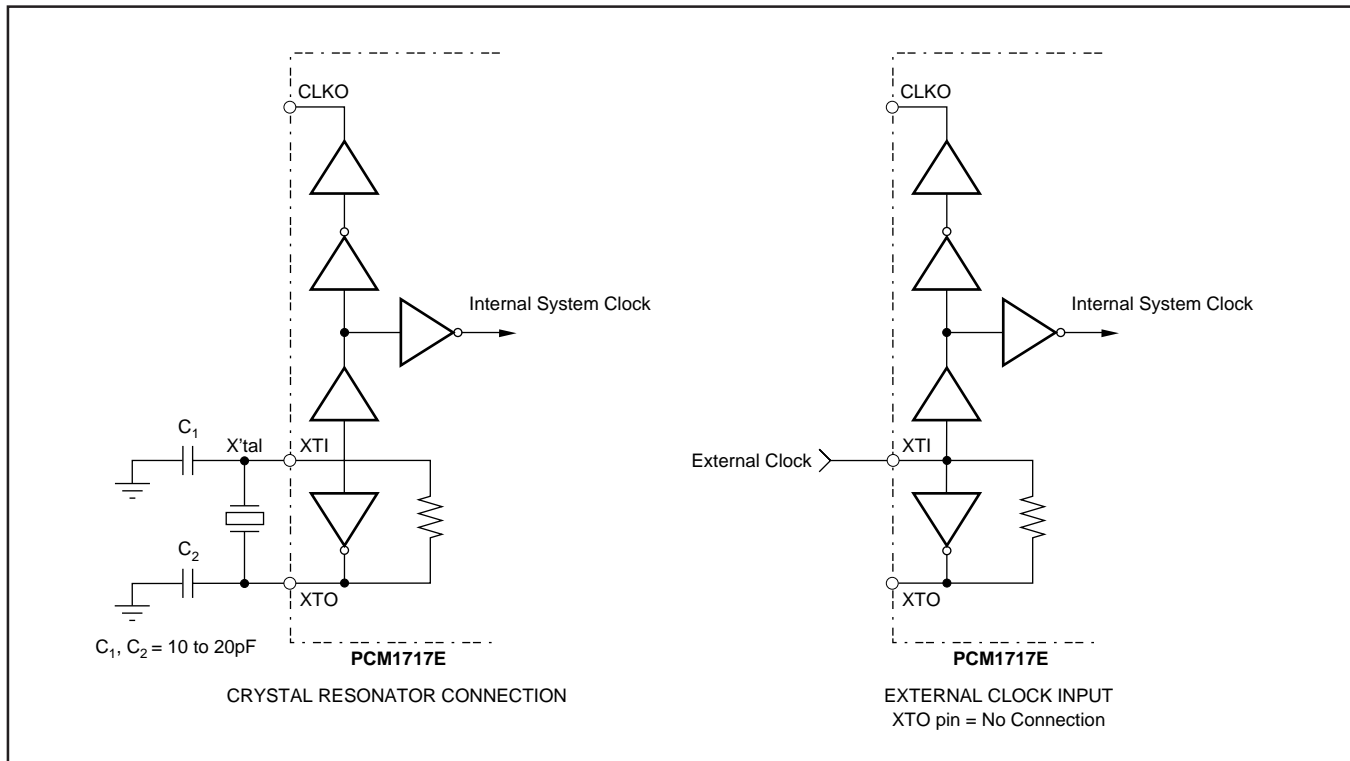 CLKO
Internal System Clock
C1
X'tal
XTI
C2
XTO
C1, C2 = 10 to 20pF
PCM1717E
CRYSTAL RESONATOR CONNECTION
CLKO
Internal System Clock
External Clock
XTI
XTO
PCM1717E
EXTERNAL CLOCK INPUT
XTO pin = No Connection